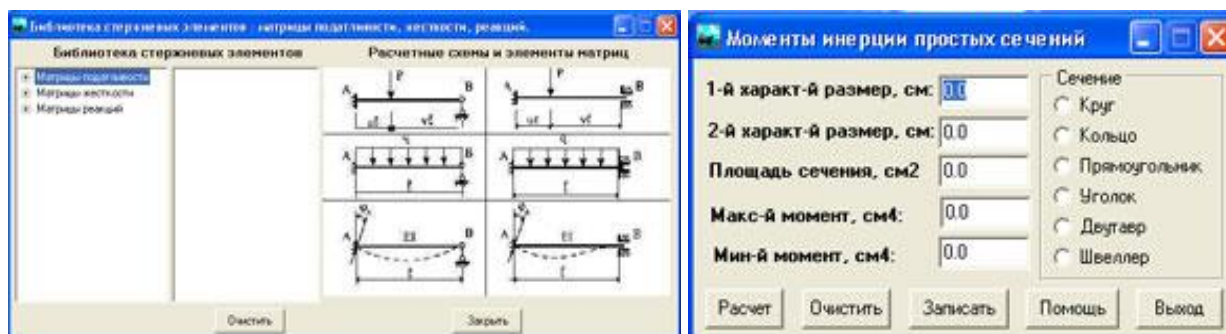 Библиотека стержневых элементов : матрицы податливости, жесткости, реакций.
Библиотека стержневых элементов
Расчетные схемы и элементы матриц
Матрицы податливости
Матрицы жесткости
Матрицы реакций
A P B
A P B
A q B
A q B
ℓ
ℓ
A EI B
A EI B
ℓ
ℓ
Очистить
Закрыть
Моменты инерции простых сечений
1-й характ-й размер, см: 0.0
2-й характ-й размер, см: 0.0
Площадь сечения, см2 0.0
Макс-й момент, см4: 0.0
Мин-й момент, см4: 0.0
Сечение
Круг
Кольцо
Прямоугольник
Уголок
Двутавр
Швеллер
Расчет
Очистить
Записать
Помощь
Выход